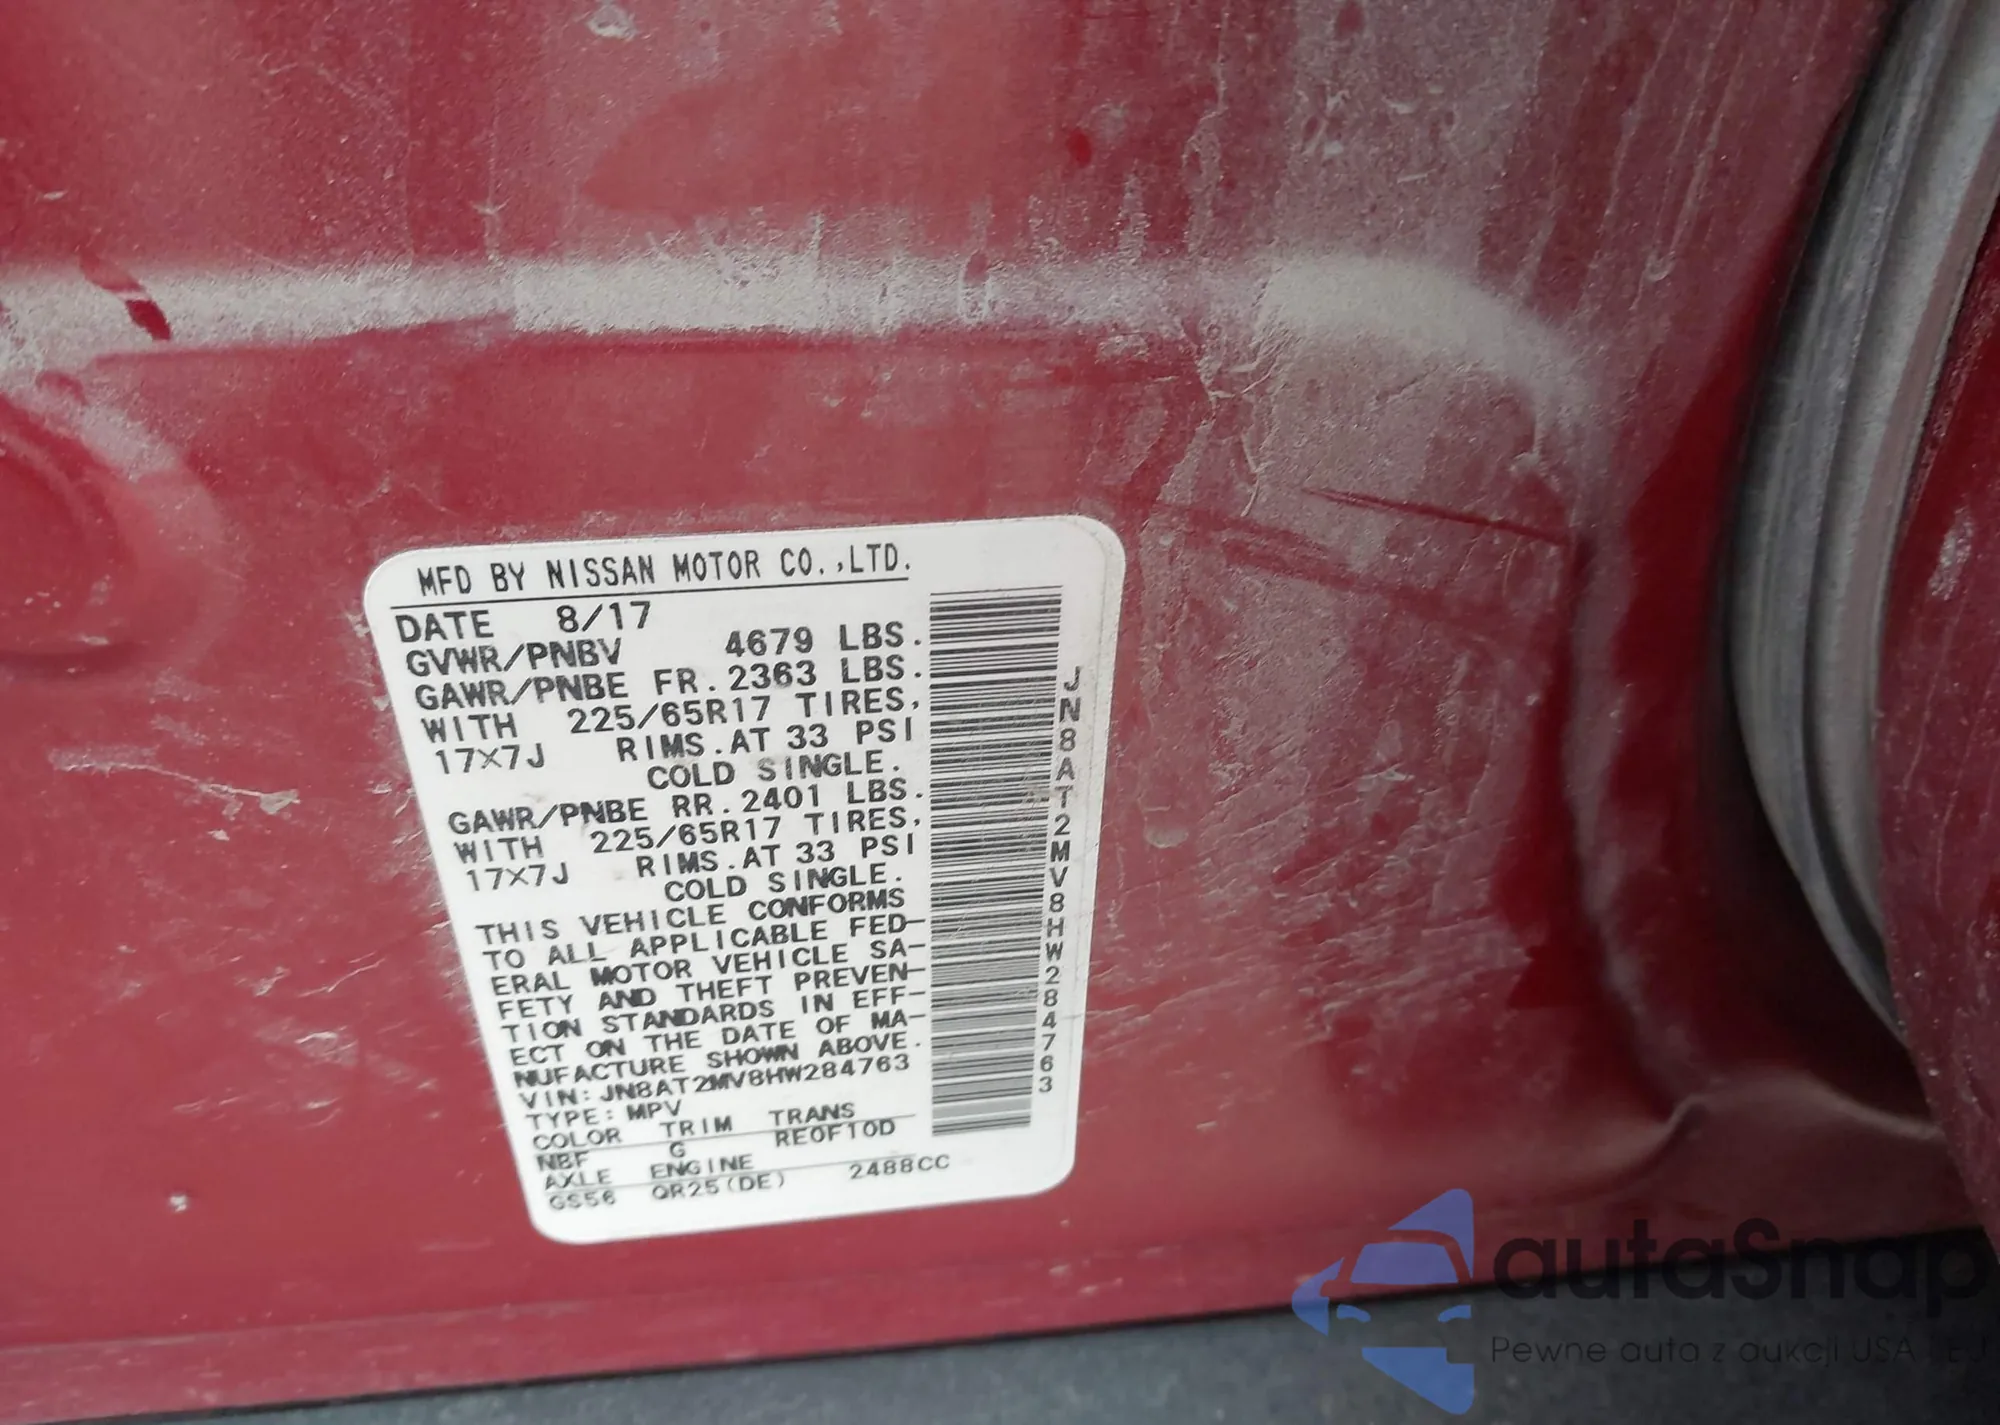 MFD BY NISSAN MOTOR CO.,LTD.
DATE 8/17
GVWR/PNBV 4679 LBS.
GAWR/PNBE FR. 2363 LBS.
WITH 225/65R17 TIRES,
17X7J RIMS.AT 33 PSI
COLD SINGLE.
GAWR/PNBE RR. 2401 LBS.
WITH 225/65R17 TIRES,
17X7J RIMS.AT 33 PSI
COLD SINGLE.
THIS VEHICLE CONFORMS
TO ALL APPLICABLE FED-
ERAL MOTOR VEHICLE SA-
FETY AND THEFT PREVEN-
TION STANDARDS IN EFF-
ECT ON THE DATE OF MA-
NUFACTURE SHOWN ABOVE.
VIN: JN8AT2MV8HW284763
TYPE: MPV
COLOR TRIM TRANS
NBF G RE0F10D
AXLE ENGINE
GS56 QR25(DE) 2488CC
JN8AT2MV8HW284763
autaSnap
Pewne auta z aukcji USA i EU